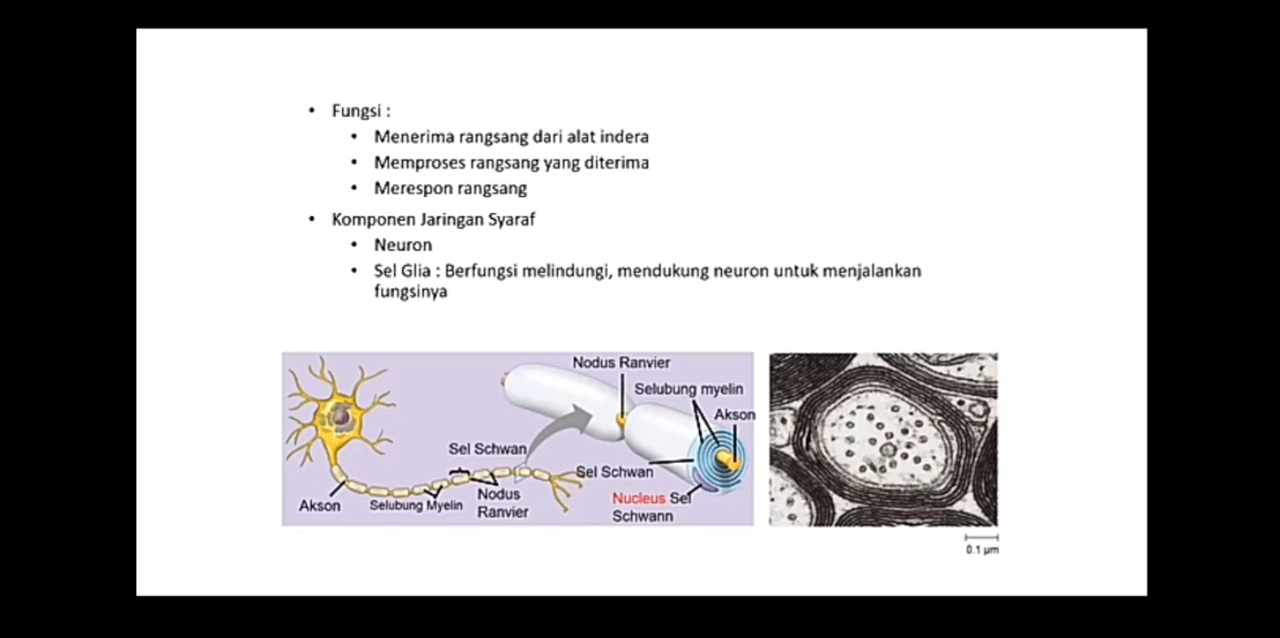 • Fungsi :
• Menerima rangsang dari alat indera
• Memproses rangsang yang diterima
• Merespon rangsang
• Komponen Jaringan Syaraf
• Neuron
• Sel Glia : Berfungsi melindungi, mendukung neuron untuk menjalankan
fungsinya
Akson
Selubung Myelin
Sel Schwan
Nodus
Ranvier
Nodus Ranvier
Selubung myelin
Akson
Sel Schwan
Nucleus Sel
Schwann
0.1 µm